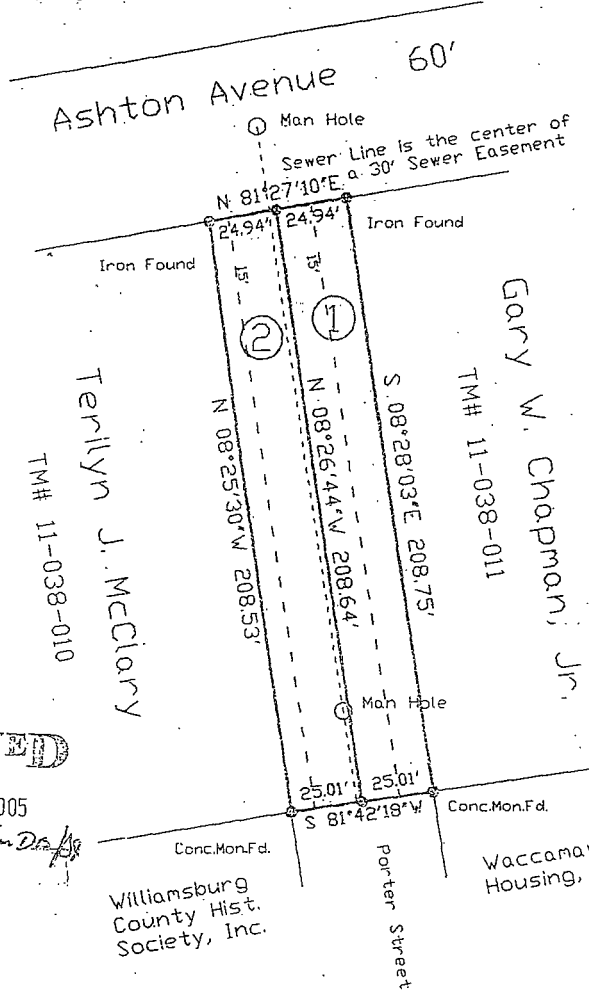 Ashton Avenue 60'
Man Hole
Sewer Line is the center of
a 30' Sewer Easement
N 81°27'10"E
24.94' 24.94'
Iron Found
Iron Found
15' 15'
2
1
N 08°25'30"W 208.53'
N 08°26'44"W 208.64'
S 08°28'03"E 208.75'
Terilyn J. McClary
TM# 11-038-010
Gary W. Chapman, Jr.
TM# 11-038-011
Man Hole
25.01' 25.01'
S 81°42'18"W
Conc.Mon.Fd.
Conc.Mon.Fd.
Williamsburg
County Hist.
Society, Inc.
Porter Street
Waccama
Housing,
ED
005